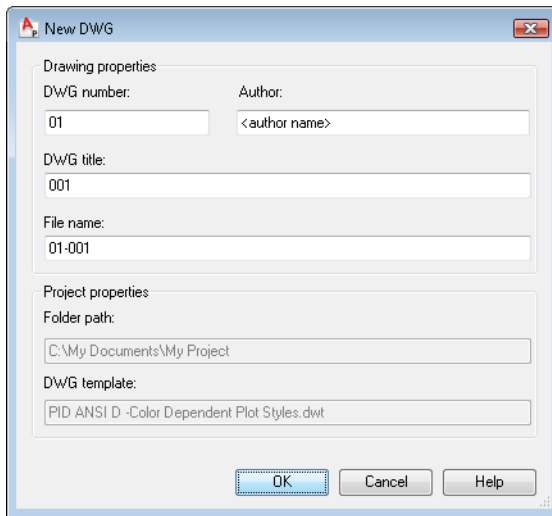 New DWG
Drawing properties
DWG number: Author:
01 <author name>
DWG title:
001
File name:
01-001
Project properties
Folder path:
C:\My Documents\My Project
DWG template:
PID ANSI D -Color Dependent Plot Styles.dwt
OK Cancel Help